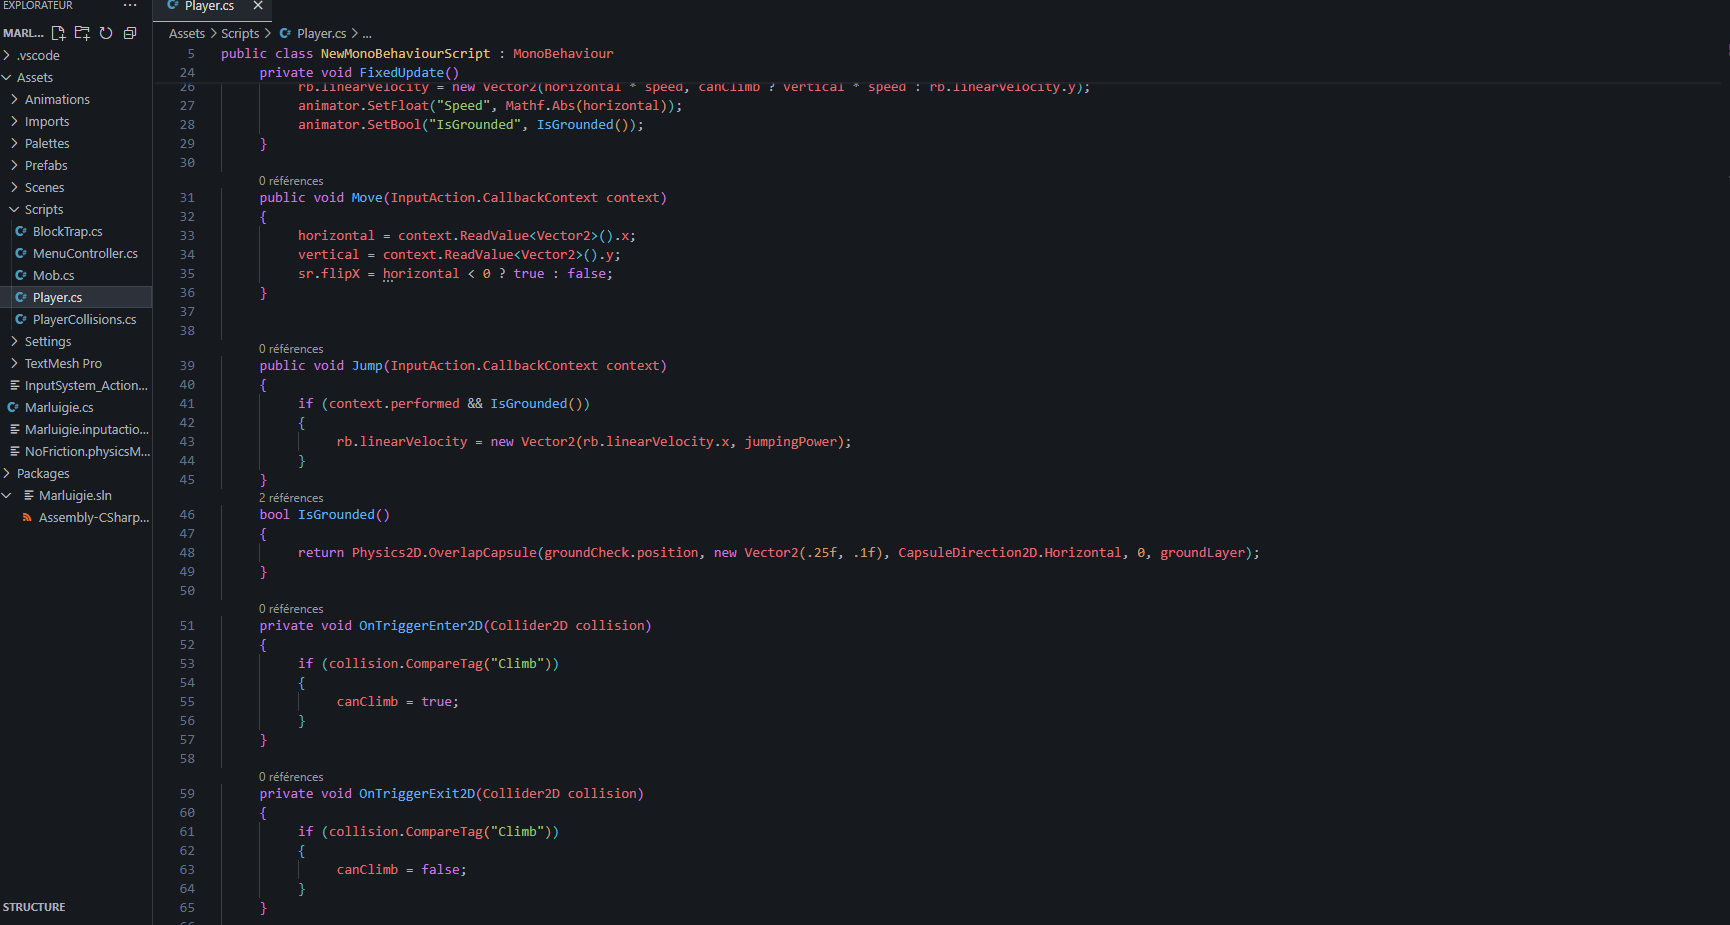 EXPLORATEUR
···
Player.cs
MARL...
Assets > Scripts > Player.cs > ...
.vscode
Assets
Animations
Imports
Palettes
Prefabs
Scenes
Scripts
BlockTrap.cs
MenuController.cs
Mob.cs
Player.cs
PlayerCollisions.cs
Settings
TextMesh Pro
InputSystem_Action...
Marluigie.cs
Marluigie.inputactio...
NoFriction.physicsM...
Packages
Marluigie.sln
Assembly-CSharp...
STRUCTURE
5 public class NewMonoBehaviourScript : MonoBehaviour
24 private void FixedUpdate()
26 rb.linearVelocity = new Vector2(horizontal * speed, canClimb ? vertical * speed : rb.linearVelocity.y);
27 animator.SetFloat("Speed", Mathf.Abs(horizontal));
28 animator.SetBool("IsGrounded", IsGrounded());
29 }
30
0 références
31 public void Move(InputAction.CallbackContext context)
32 {
33 horizontal = context.ReadValue<Vector2>().x;
34 vertical = context.ReadValue<Vector2>().y;
35 sr.flipX = horizontal < 0 ? true : false;
36 }
37
38
0 références
39 public void Jump(InputAction.CallbackContext context)
40 {
41 if (context.performed && IsGrounded())
42 {
43 rb.linearVelocity = new Vector2(rb.linearVelocity.x, jumpingPower);
44 }
45 }
2 références
46 bool IsGrounded()
47 {
48 return Physics2D.OverlapCapsule(groundCheck.position, new Vector2(.25f, .1f), CapsuleDirection2D.Horizontal, 0, groundLayer);
49 }
50
0 références
51 private void OnTriggerEnter2D(Collider2D collision)
52 {
53 if (collision.CompareTag("Climb"))
54 {
55 canClimb = true;
56 }
57 }
58
0 références
59 private void OnTriggerExit2D(Collider2D collision)
60 {
61 if (collision.CompareTag("Climb"))
62 {
63 canClimb = false;
64 }
65 }